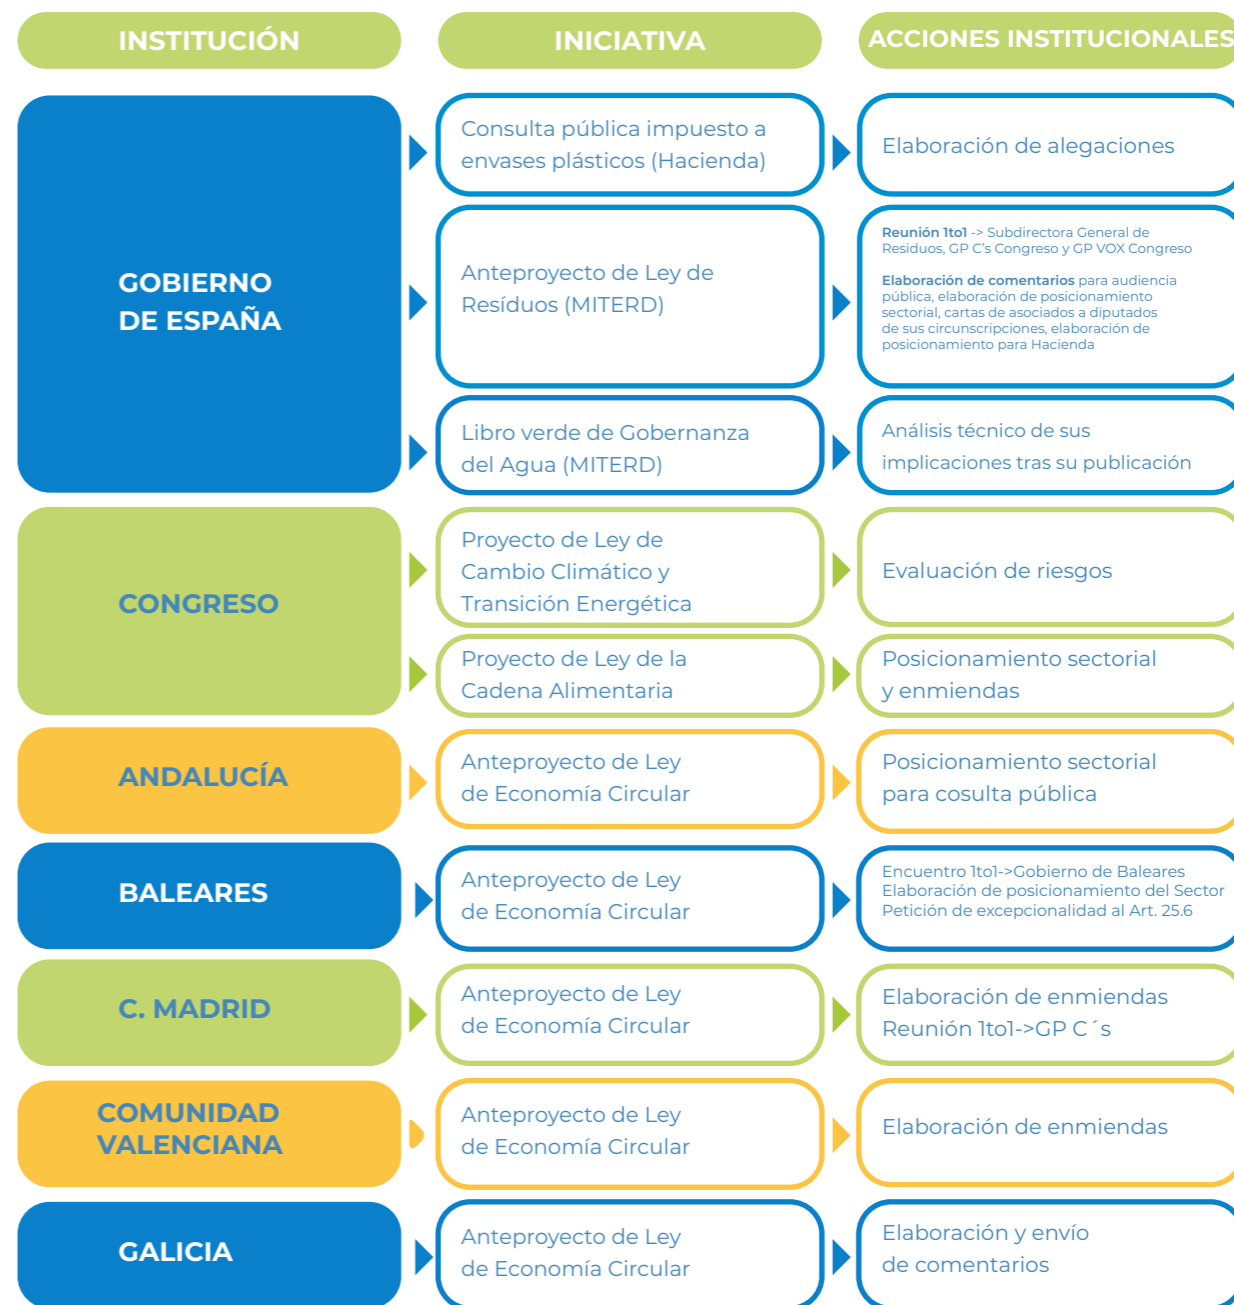 INSTITUCIÓN
INICIATIVA
ACCIONES INSTITUCIONALES
GOBIERNO
DE ESPAÑA
Consulta pública impuesto a
envases plásticos (Hacienda)
Elaboración de alegaciones
Anteproyecto de Ley de
Resíduos (MITERD)
Reunión 1to1 -> Subdirectora General de
Residuos, GP C's Congreso y GP VOX Congreso
Elaboración de comentarios para audiencia
pública, elaboración de posicionamiento
sectorial, cartas de asociados a diputados
de sus circunscripciones, elaboración de
posicionamiento para Hacienda
Libro verde de Gobernanza
del Agua (MITERD)
Análisis técnico de sus
implicaciones tras su publicación
CONGRESO
Proyecto de Ley de
Cambio Climático y
Transición Energética
Evaluación de riesgos
Proyecto de Ley de la
Cadena Alimentaria
Posicionamiento sectorial
y enmiendas
ANDALUCÍA
Anteproyecto de Ley
de Economía Circular
Posicionamiento sectorial
para cosulta pública
BALEARES
Anteproyecto de Ley
de Economía Circular
Encuentro 1to1->Gobierno de Baleares
Elaboración de posicionamiento del Sector
Petición de excepcionalidad al Art. 25.6
C. MADRID
Anteproyecto de Ley
de Economía Circular
Elaboración de enmiendas
Reunión 1to1->GP C´s
COMUNIDAD
VALENCIANA
Anteproyecto de Ley
de Economía Circular
Elaboración de enmiendas
GALICIA
Anteproyecto de Ley
de Economía Circular
Elaboración y envío
de comentarios